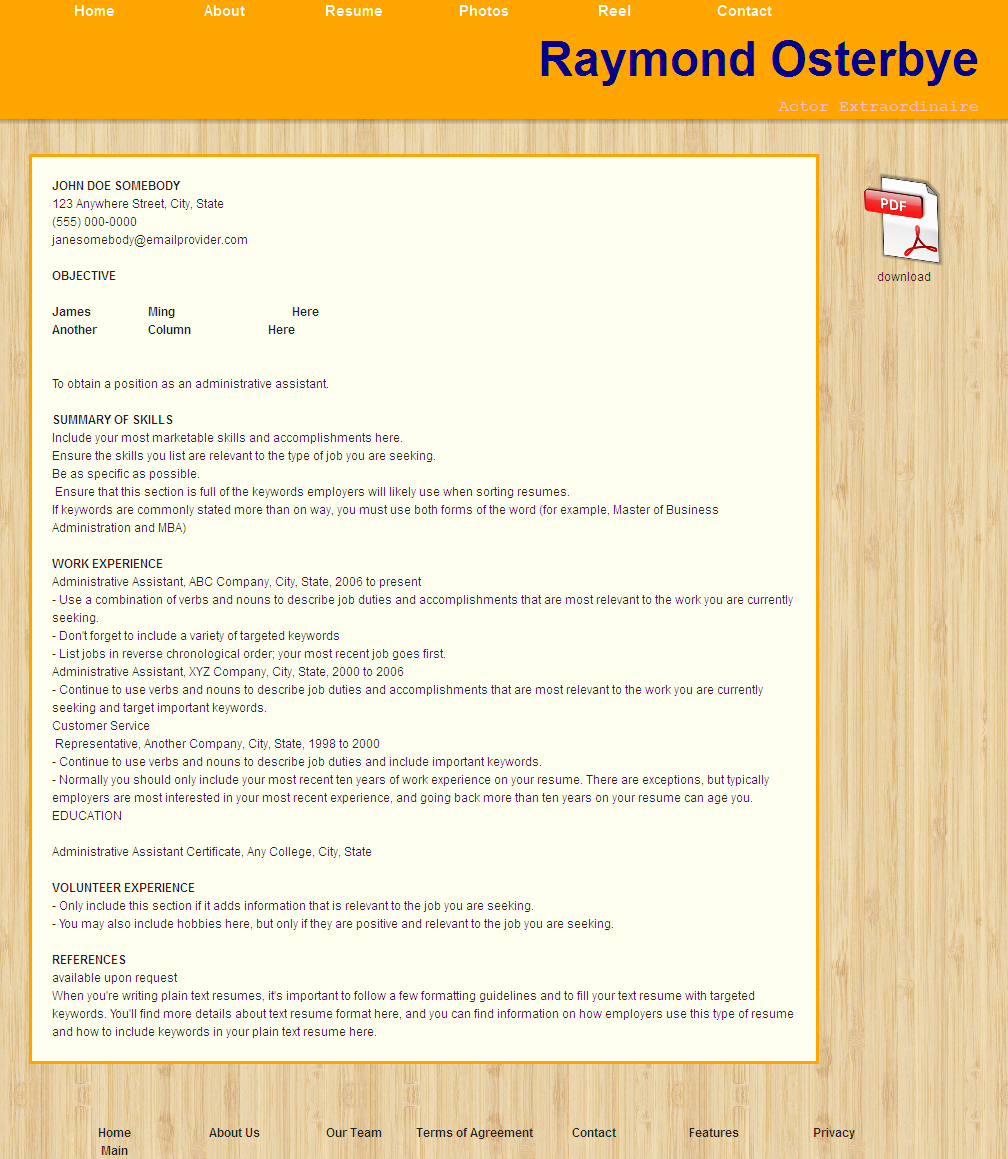 Home About Resume Photos Reel Contact
Raymond Osterbye
Actor Extraordinaire
JOHN DOE SOMEBODY
123 Anywhere Street, City, State
(555) 000-0000
janesomebody@emailprovider.com
PDF
download
OBJECTIVE
James Ming Here
Another Column Here
To obtain a position as an administrative assistant.
SUMMARY OF SKILLS
Include your most marketable skills and accomplishments here.
Ensure the skills you list are relevant to the type of job you are seeking.
Be as specific as possible.
Ensure that this section is full of the keywords employers will likely use when sorting resumes.
If keywords are commonly stated more than on way, you must use both forms of the word (for example, Master of Business
Administration and MBA)
WORK EXPERIENCE
Administrative Assistant, ABC Company, City, State, 2006 to present
- Use a combination of verbs and nouns to describe job duties and accomplishments that are most relevant to the work you are currently
seeking.
- Don't forget to include a variety of targeted keywords
- List jobs in reverse chronological order; your most recent job goes first.
Administrative Assistant, XYZ Company, City, State, 2000 to 2006
- Continue to use verbs and nouns to describe job duties and accomplishments that are most relevant to the work you are currently
seeking and target important keywords.
Customer Service
Representative, Another Company, City, State, 1998 to 2000
- Continue to use verbs and nouns to describe job duties and include important keywords.
- Normally you should only include your most recent ten years of work experience on your resume. There are exceptions, but typically
employers are most interested in your most recent experience, and going back more than ten years on your resume can age you.
EDUCATION
Administrative Assistant Certificate, Any College, City, State
VOLUNTEER EXPERIENCE
- Only include this section if it adds information that is relevant to the job you are seeking.
- You may also include hobbies here, but only if they are positive and relevant to the job you are seeking.
REFERENCES
available upon request
When you're writing plain text resumes, it's important to follow a few formatting guidelines and to fill your text resume with targeted
keywords. You'll find more details about text resume format here, and you can find information on how employers use this type of resume
and how to include keywords in your plain text resume here.
Home About Us Our Team Terms of Agreement Contact Features Privacy
Main